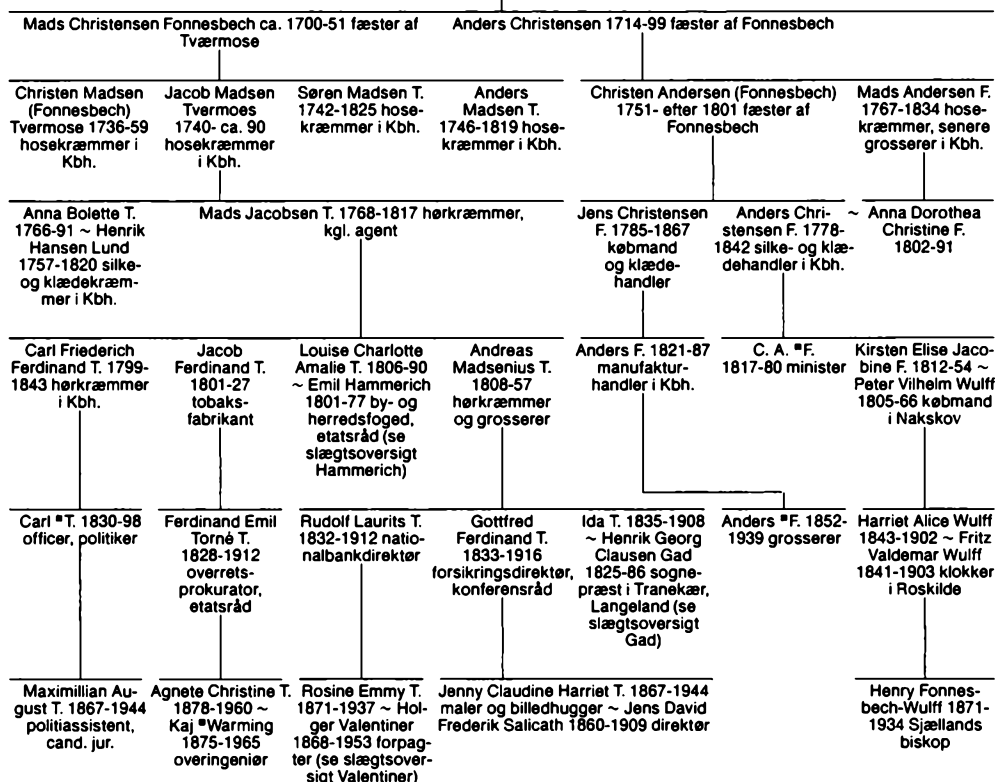 Mads Christensen Fonnesbech ca. 1700-51 fæster af
Tværmose
Anders Christensen 1714-99 fæster af Fonnesbech
Christen Madsen
(Fonnesbech)
Tvermose 1736-59
hosekræmmer i
Kbh.
Jacob Madsen
Tvermoes
1740- ca. 90
hosekræmmer
i Kbh.
Søren Madsen T.
1742-1825 hose-
kræmmer i Kbh.
Anders
Madsen T.
1746-1819 hose-
kræmmer i Kbh.
Christen Andersen (Fonnesbech)
1751- efter 1801 fæster af
Fonnesbech
Mads Andersen F.
1767-1834 hose-
kræmmer, senere
grosserer i Kbh.
Anna Bolette T.
1766-91 ~ Henrik
Hansen Lund
1757-1820 silke-
og klædekræm-
mer i Kbh.
Mads Jacobsen T. 1768-1817 hørkræmmer,
kgl. agent
Jens Christensen
F. 1785-1867
købmand
og klæde-
handler
Anders Chri-
stensen F. 1778-
1842 silke- og klæ-
dehandler i Kbh.
~ Anna Dorothea
Christine F.
1802-91
Carl Friederich
Ferdinand T. 1799-
1843 hørkræmmer
i Kbh.
Jacob
Ferdinand T.
1801-27
tobaks-
fabrikant
Louise Charlotte
Amalie T. 1806-90
~ Emil Hammerich
1801-77 by- og
herredsfoged,
etatsråd (se
slægtsoversigt
Hammerich)
Andreas
Madsenius T.
1808-57
hørkræmmer
og grosserer
Anders F. 1821-87
manufaktur-
handler i Kbh.
C. A. *F.
1817-80 minister
Kirsten Elise Jaco-
bine F. 1812-54 ~
Peter Vilhelm Wulff
1805-66 købmand
i Nakskov
Carl *T. 1830-98
officer, politiker
Ferdinand Emil
Torné T.
1828-1912
overrets-
prokurator,
etatsråd
Rudolf Laurits T.
1832-1912 natio-
nalbankdirektør
Gottfred
Ferdinand T.
1833-1916
forsikringsdirektør,
konferensråd
Ida T. 1835-1908
~ Henrik Georg
Clausen Gad
1825-86 sogne-
præst i Tranekær,
Langeland (se
slægtsoversigt
Gad)
Anders *F. 1852-
1939 grosserer
Harriet Alice Wulff
1843-1902 ~ Fritz
Valdemar Wulff
1841-1903 klokker
i Roskilde
Maximillian Au-
gust T. 1867-1944
politiassistent,
cand. jur.
Agnete Christine T.
1878-1960 ~
Kaj *Warming
1875-1965
overingeniør
Rosine Emmy T.
1871-1937 ~ Hol-
ger Valentiner
1868-1953 forpag-
ter (se slægtsover-
sigt Valentiner)
Jenny Claudine Harriet T. 1867-1944
maler og billedhugger ~ Jens David
Frederik Salicath 1860-1909 direktør
Henry Fonnes-
bech-Wulff 1871-
1934 Sjællands
biskop